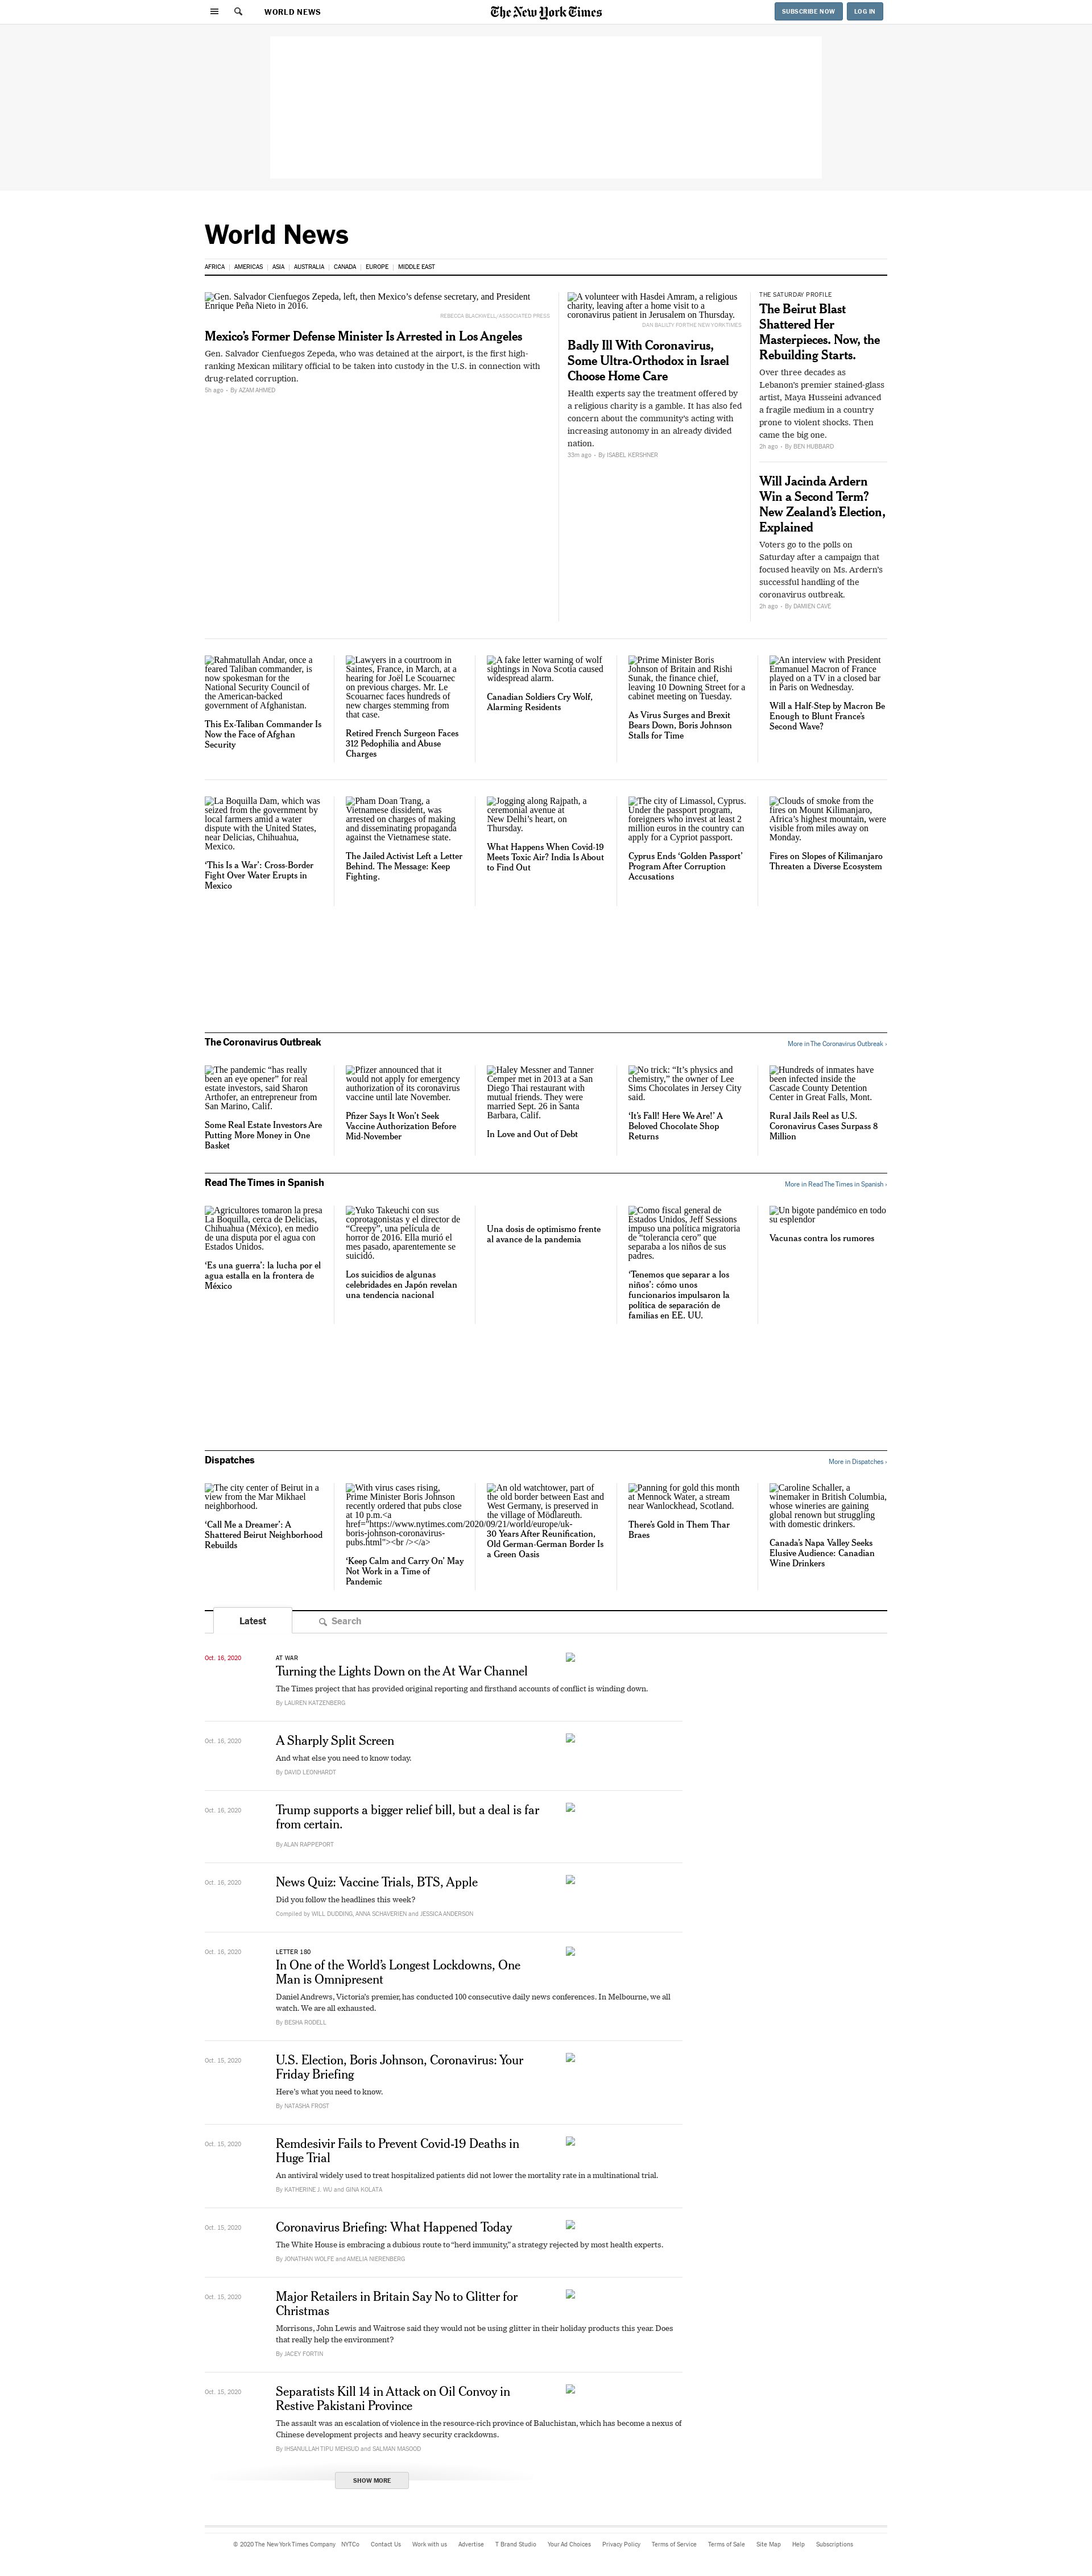 WORLD NEWS
The New York Times
SUBSCRIBE NOW
LOG IN
World News
AFRICA | AMERICAS | ASIA | AUSTRALIA | CANADA | EUROPE | MIDDLE EAST
Gen. Salvador Cienfuegos Zepeda, left, then Mexico's defense secretary, and President
Enrique Peña Nieto in 2016.
REBECCA BLACKWELL/ASSOCIATED PRESS
Mexico's Former Defense Minister Is Arrested in Los Angeles
Gen. Salvador Cienfuegos Zepeda, who was detained at the airport, is the first high-
ranking Mexican military official to be taken into custody in the U.S. in connection with
drug-related corruption.
5h ago - By AZAM AHMED
A volunteer with Hasdei Amram, a religious
charity, leaving after a home visit to a
coronavirus patient in Jerusalem on Thursday.
DAN BALILTY FOR THE NEW YORK TIMES
Badly Ill With Coronavirus,
Some Ultra-Orthodox in Israel
Choose Home Care
Health experts say the treatment offered by
a religious charity is a gamble. It has also fed
concern about the community's acting with
increasing autonomy in an already divided
nation.
33m ago - By ISABEL KERSHNER
THE SATURDAY PROFILE
The Beirut Blast
Shattered Her
Masterpieces. Now, the
Rebuilding Starts.
Over three decades as
Lebanon's premier stained-glass
artist, Maya Husseini advanced
a fragile medium in a country
prone to violent shocks. Then
came the big one.
2h ago - By BEN HUBBARD
Will Jacinda Ardern
Win a Second Term?
New Zealand's Election,
Explained
Voters go to the polls on
Saturday after a campaign that
focused heavily on Ms. Ardern's
successful handling of the
coronavirus outbreak.
2h ago - By DAMIEN CAVE
Rahmatullah Andar, once a
feared Taliban commander, is
now spokesman for the
National Security Council of
the American-backed
government of Afghanistan.
This Ex-Taliban Commander Is
Now the Face of Afghan
Security
Lawyers in a courtroom in
Saintes, France, in March, at a
hearing for Joël Le Scouarnec
on previous charges. Mr. Le
Scouarnec faces hundreds of
new charges stemming from
that case.
Retired French Surgeon Faces
312 Pedophilia and Abuse
Charges
A fake letter warning of wolf
sightings in Nova Scotia caused
widespread alarm.
Canadian Soldiers Cry Wolf,
Alarming Residents
Prime Minister Boris
Johnson of Britain and Rishi
Sunak, the finance chief,
leaving 10 Downing Street for a
cabinet meeting on Tuesday.
As Virus Surges and Brexit
Bears Down, Boris Johnson
Stalls for Time
An interview with President
Emmanuel Macron of France
played on a TV in a closed bar
in Paris on Wednesday.
Will a Half-Step by Macron Be
Enough to Blunt France's
Second Wave?
La Boquilla Dam, which was
seized from the government by
local farmers amid a water
dispute with the United States,
near Delicias, Chihuahua,
Mexico.
'This Is a War': Cross-Border
Fight Over Water Erupts in
Mexico
Pham Doan Trang, a
Vietnamese dissident, was
arrested on charges of making
and disseminating propaganda
against the Vietnamese state.
The Jailed Activist Left a Letter
Behind. The Message: Keep
Fighting.
Jogging along Rajpath, a
ceremonial avenue at
New Delhi's heart, on
Thursday.
What Happens When Covid-19
Meets Toxic Air? India Is About
to Find Out
The city of Limassol, Cyprus.
Under the passport program,
foreigners who invest at least 2
million euros in the country can
apply for a Cypriot passport.
Cyprus Ends 'Golden Passport'
Program After Corruption
Accusations
Clouds of smoke from the
fires on Mount Kilimanjaro,
Africa's highest mountain, were
visible from miles away on
Monday.
Fires on Slopes of Kilimanjaro
Threaten a Diverse Ecosystem
The Coronavirus Outbreak
More in The Coronavirus Outbreak ›
The pandemic “has really
been an eye opener” for real
estate investors, said Sharon
Arthofer, an entrepreneur from
San Marino, Calif.
Some Real Estate Investors Are
Putting More Money in One
Basket
Pfizer announced that it
would not apply for emergency
authorization of its coronavirus
vaccine until late November.
Pfizer Says It Won't Seek
Vaccine Authorization Before
Mid-November
Haley Messner and Tanner
Cemper met in 2013 at a San
Diego Thai restaurant with
mutual friends. They were
married Sept. 26 in Santa
Barbara, Calif.
In Love and Out of Debt
No trick: “It's physics and
chemistry,” the owner of Lee
Sims Chocolates in Jersey City
said.
'It's Fall! Here We Are!' A
Beloved Chocolate Shop
Returns
Hundreds of inmates have
been infected inside the
Cascade County Detention
Center in Great Falls, Mont.
Rural Jails Reel as U.S.
Coronavirus Cases Surpass 8
Million
Read The Times in Spanish
More in Read The Times in Spanish ›
Agricultores tomaron la presa
La Boquilla, cerca de Delicias,
Chihuahua (México), en medio
de una disputa por el agua con
Estados Unidos.
'Es una guerra': la lucha por el
agua estalla en la frontera de
México
Yuko Takeuchi con sus
coprotagonistas y el director de
“Creepy”, una película de
horror de 2016. Ella murió el
mes pasado, aparentemente se
suicidó.
Los suicidios de algunas
celebridades en Japón revelan
una tendencia nacional
Una dosis de optimismo frente
al avance de la pandemia
Como fiscal general de
Estados Unidos, Jeff Sessions
impuso una política migratoria
de "tolerancia cero" que
separaba a los niños de sus
padres.
'Tenemos que separar a los
niños': cómo unos
funcionarios impulsaron la
política de separación de
familias en EE. UU.
Un bigote pandémico en todo
su esplendor
Vacunas contra los rumores
Dispatches
More in Dispatches ›
The city center of Beirut in a
view from the Mar Mikhael
neighborhood.
'Call Me a Dreamer': A
Shattered Beirut Neighborhood
Rebuilds
With virus cases rising,
Prime Minister Boris Johnson
recently ordered that pubs close
at 10 p.m.<a
href="https://www.nytimes.com/2020/09/21/world/europe/uk-
boris-johnson-coronavirus-
pubs.html"><br /></a>
'Keep Calm and Carry On' May
Not Work in a Time of
Pandemic
An old watchtower, part of
the old border between East and
West Germany, is preserved in
the village of Mödlareuth.
30 Years After Reunification,
Old German-German Border Is
a Green Oasis
Panning for gold this month
at Mennock Water, a stream
near Wanlockhead, Scotland.
There's Gold in Them Thar
Braes
Caroline Schaller, a
winemaker in British Columbia,
whose wineries are gaining
global renown but struggling
with domestic drinkers.
Canada's Napa Valley Seeks
Elusive Audience: Canadian
Wine Drinkers
Latest
Search
Oct. 16, 2020
AT WAR
Turning the Lights Down on the At War Channel
The Times project that has provided original reporting and firsthand accounts of conflict is winding down.
By LAUREN KATZENBERG
Oct. 16, 2020
A Sharply Split Screen
And what else you need to know today.
By DAVID LEONHARDT
Oct. 16, 2020
Trump supports a bigger relief bill, but a deal is far
from certain.
By ALAN RAPPEPORT
Oct. 16, 2020
News Quiz: Vaccine Trials, BTS, Apple
Did you follow the headlines this week?
Compiled by WILL DUDDING, ANNA SCHAVERIEN and JESSICA ANDERSON
Oct. 16, 2020
LETTER 180
In One of the World's Longest Lockdowns, One
Man is Omnipresent
Daniel Andrews, Victoria's premier, has conducted 100 consecutive daily news conferences. In Melbourne, we all
watch. We are all exhausted.
By BESHA RODELL
Oct. 15, 2020
U.S. Election, Boris Johnson, Coronavirus: Your
Friday Briefing
Here's what you need to know.
By NATASHA FROST
Oct. 15, 2020
Remdesivir Fails to Prevent Covid-19 Deaths in
Huge Trial
An antiviral widely used to treat hospitalized patients did not lower the mortality rate in a multinational trial.
By KATHERINE J. WU and GINA KOLATA
Oct. 15, 2020
Coronavirus Briefing: What Happened Today
The White House is embracing a dubious route to “herd immunity,” a strategy rejected by most health experts.
By JONATHAN WOLFE and AMELIA NIERENBERG
Oct. 15, 2020
Major Retailers in Britain Say No to Glitter for
Christmas
Morrisons, John Lewis and Waitrose said they would not be using glitter in their holiday products this year. Does
that really help the environment?
By JACEY FORTIN
Oct. 15, 2020
Separatists Kill 14 in Attack on Oil Convoy in
Restive Pakistani Province
The assault was an escalation of violence in the resource-rich province of Baluchistan, which has become a nexus of
Chinese development projects and heavy security crackdowns.
By IHSANULLAH TIPU MEHSUD and SALMAN MASOOD
SHOW MORE
© 2020 The New York Times Company NYTCo Contact Us Work with us Advertise T Brand Studio Your Ad Choices Privacy Policy Terms of Service Terms of Sale Site Map Help Subscriptions